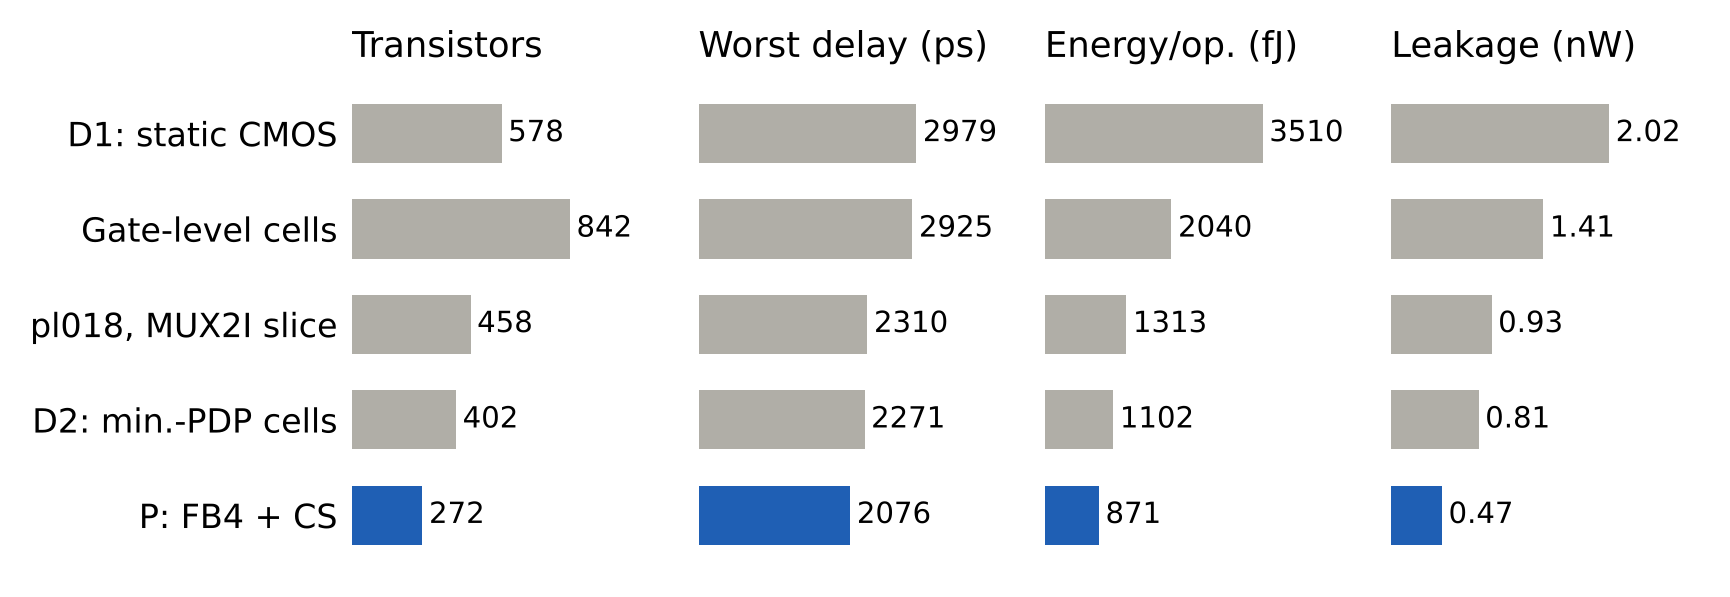 Transistors Worst delay (ps) Energy/op. (fJ) Leakage (nW)
D1: static CMOS 578 2979 3510 2.02
Gate-level cells 842 2925 2040 1.41
pl018, MUX2I slice 458 2310 1313 0.93
D2: min.-PDP cells 402 2271 1102 0.81
P: FB4 + CS 272 2076 871 0.47